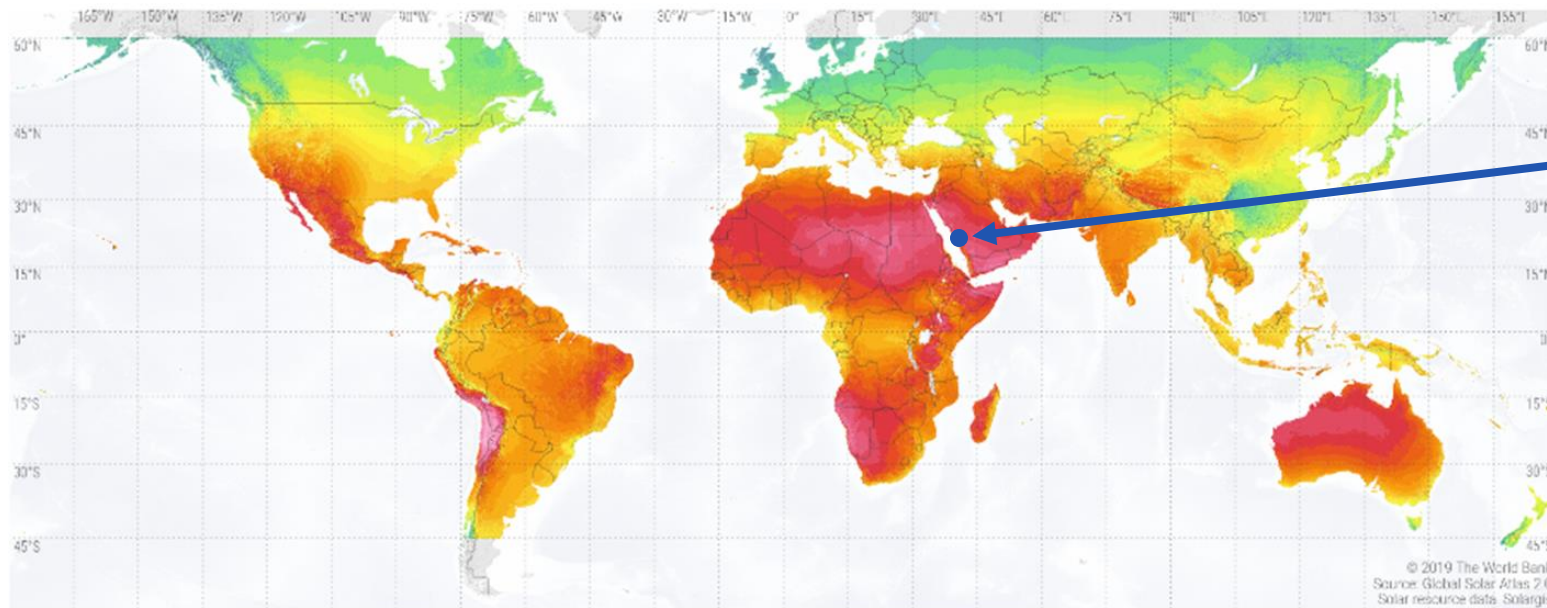 165°W 150°W 135°W 120°W 105°W 90°W 75°W 60°W 45°W 30°W 15°W 0° 15°E 30°E 45°E 60°E 75°E 90°E 105°E 120°E 135°E 150°E 155°E
60°N 60°N
45°N 45°N
30°N 30°N
15°N 15°N
0° 0°
15°S 15°S
30°S 30°S
45°S 45°S
© 2019 The World Bank
Source: Global Solar Atlas 2.0
Solar resource data: Solargis